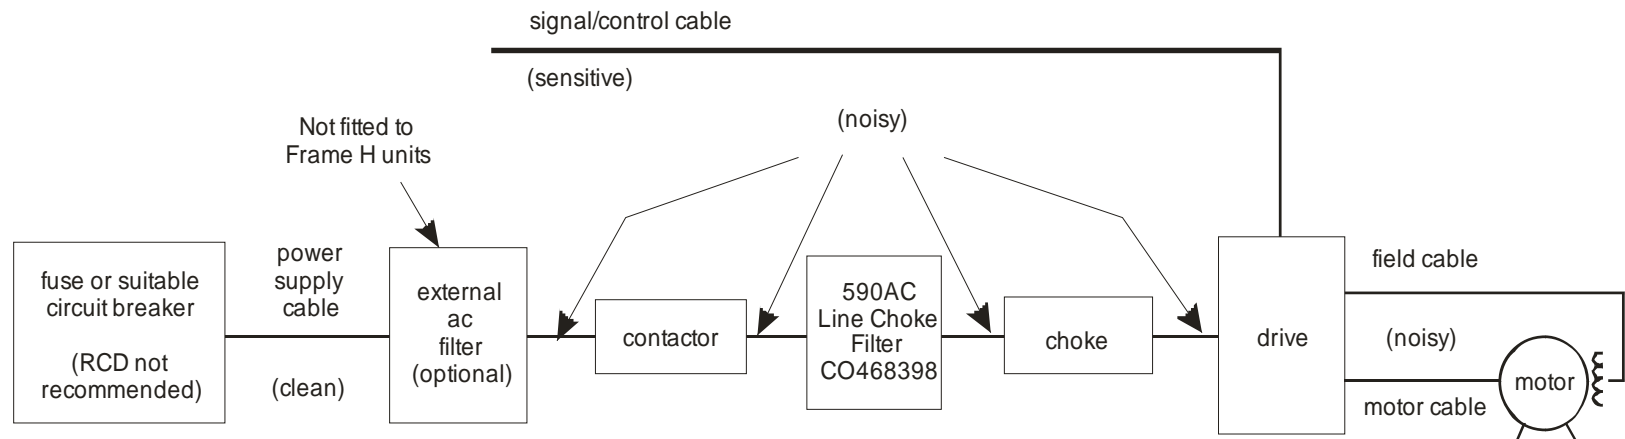 signal/control cable
(sensitive)
(noisy)
Not fitted to
Frame H units
fuse or suitable
circuit breaker
(RCD not
recommended)
power
supply
cable
(clean)
external
ac
filter
(optional)
contactor
590AC
Line Choke
Filter
CO468398
choke
drive
field cable
(noisy)
motor cable
motor